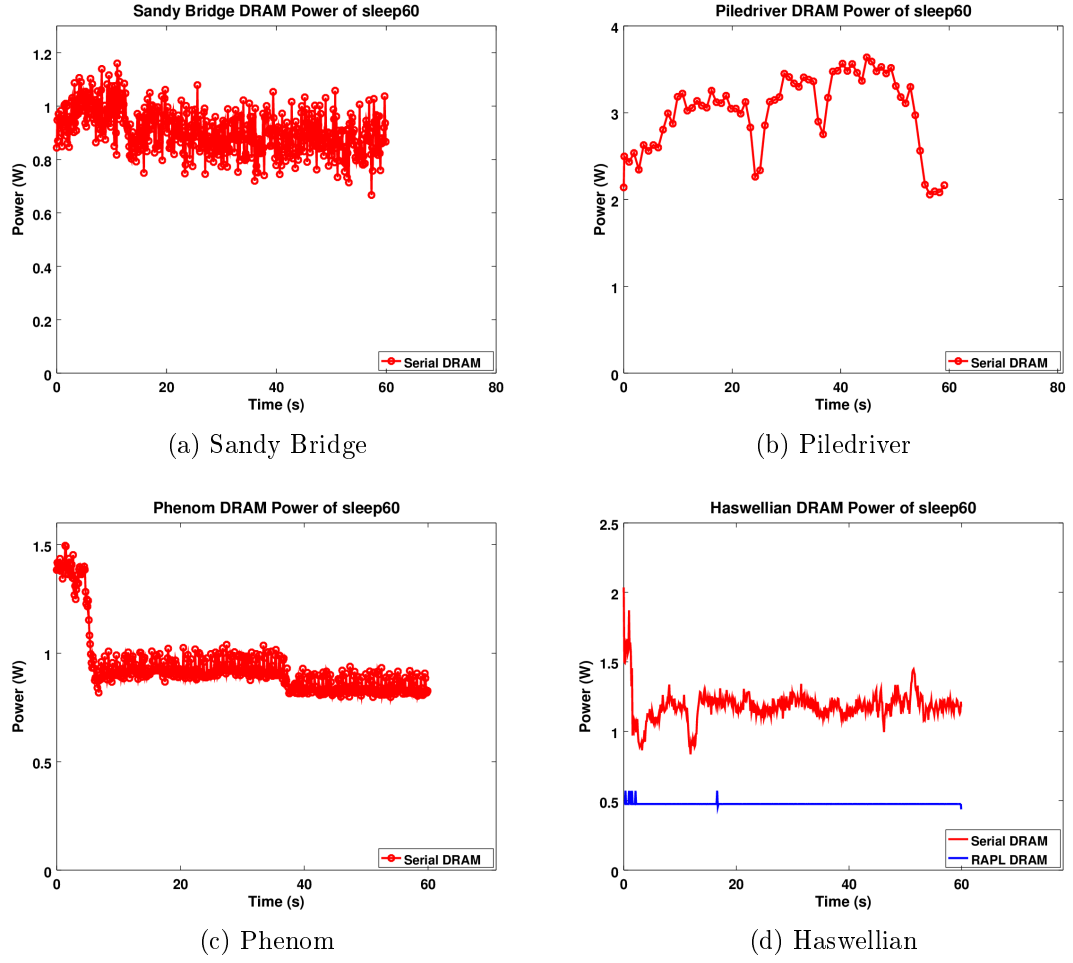 Sandy Bridge DRAM Power of sleep60
1.2
1
0.8
0.6
0.4
0.2
0
Power (W)
0 20 40 60 80
Time (s)
Serial DRAM
(a) Sandy Bridge
Piledriver DRAM Power of sleep60
4
3
2
1
0
Power (W)
0 20 40 60 80
Time (s)
Serial DRAM
(b) Piledriver
Phenom DRAM Power of sleep60
1.5
1
0.5
0
Power (W)
0 20 40 60
Time (s)
Serial DRAM
(c) Phenom
Haswellian DRAM Power of sleep60
2.5
2
1.5
1
0.5
0
Power (W)
0 20 40 60
Time (s)
Serial DRAM
RAPL DRAM
(d) Haswellian